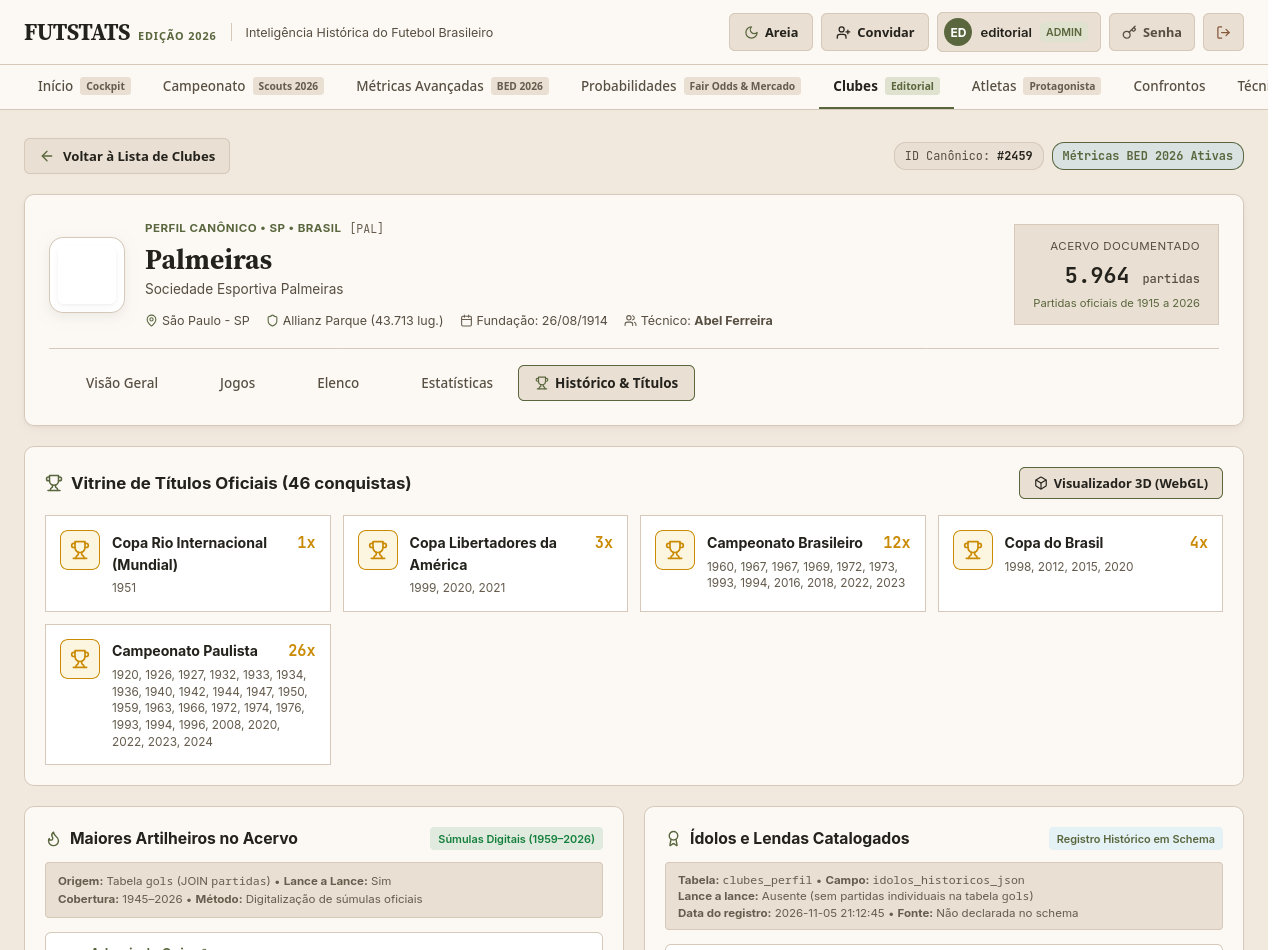 FUTSTATS EDIÇÃO 2026 Inteligência Histórica do Futebol Brasileiro
Areia
Convidar
ED editorial ADMIN
Senha
Início Cockpit
Campeonato Scouts 2026
Métricas Avançadas BED 2026
Probabilidades Fair Odds & Mercado
Clubes Editorial
Atletas Protagonista
Confrontos
Voltar à Lista de Clubes
ID Canônico: #2459
Métricas BED 2026 Ativas
PERFIL CANÔNICO • SP • BRASIL [PAL]
Palmeiras
Sociedade Esportiva Palmeiras
São Paulo - SP Allianz Parque (43.713 lug.) Fundação: 26/08/1914 Técnico: Abel Ferreira
ACERVO DOCUMENTADO
5.964 partidas
Partidas oficiais de 1915 a 2026
Visão Geral
Jogos
Elenco
Estatísticas
Histórico & Títulos
Vitrine de Títulos Oficiais (46 conquistas)
Visualizador 3D (WebGL)
Copa Rio Internacional 1x
(Mundial)
1951
Copa Libertadores da 3x
América
1999, 2020, 2021
Campeonato Brasileiro 12x
1960, 1967, 1967, 1969, 1972, 1973,
1993, 1994, 2016, 2018, 2022, 2023
Copa do Brasil 4x
1998, 2012, 2015, 2020
Campeonato Paulista 26x
1920, 1926, 1927, 1932, 1933, 1934,
1936, 1940, 1942, 1944, 1947, 1950,
1959, 1963, 1966, 1972, 1974, 1976,
1993, 1994, 1996, 2008, 2020,
2022, 2023, 2024
Maiores Artilheiros no Acervo
Súmulas Digitais (1959–2026)
Origem: Tabela gols (JOIN partidas) • Lance a Lance: Sim
Cobertura: 1945–2026 • Método: Digitalização de súmulas oficiais
Ídolos e Lendas Catalogados
Registro Histórico em Schema
Tabela: clubes_perfil • Campo: idolos_historicos_json
Lance a lance: Ausente (sem partidas individuais na tabela gols)
Data do registro: 2026-11-05 21:12:45 • Fonte: Não declarada no schema